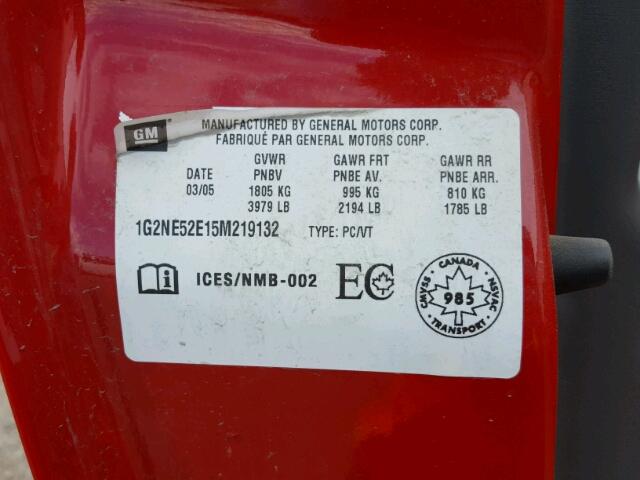 GM
MANUFACTURED BY GENERAL MOTORS CORP.
FABRIQUÉ PAR GENERAL MOTORS CORP.
GVWR GAWR FRT GAWR RR
DATE PNBV PNBE AV. PNBE ARR.
03/05 1805 KG 995 KG 810 KG
3979 LB 2194 LB 1785 LB
1G2NE52E15M219132 TYPE: PC/VT
i ICES/NMB-002 EC
CANADA
CMVSS 985 NSVAC
TRANSPORT